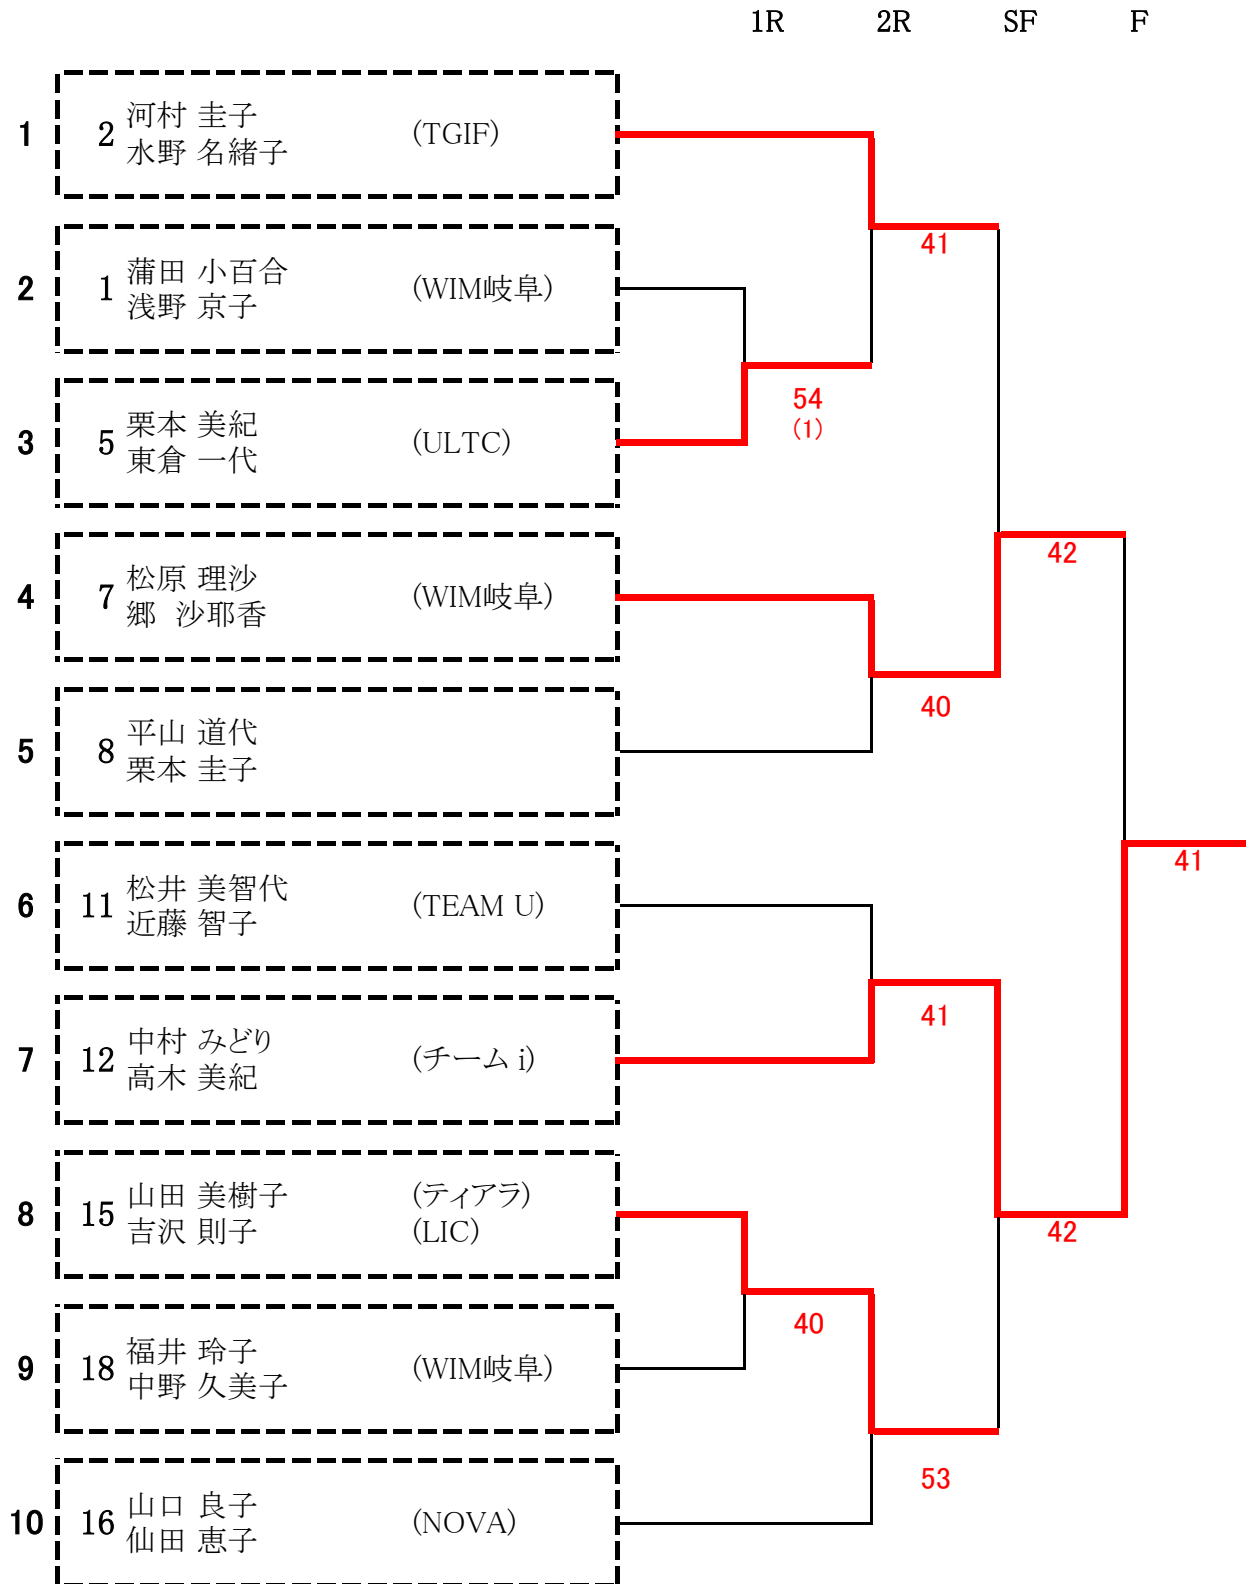 1R 2R SF F
1 2 河村 圭子 (TGIF)
水野 名緒子
41
2 1 蒲田 小百合 (WIM岐阜)
浅野 京子
54
(1)
3 5 栗本 美紀 (ULTC)
東倉 一代
42
4 7 松原 理沙 (WIM岐阜)
郷 沙耶香
40
5 8 平山 道代
栗本 圭子
41
6 11 松井 美智代 (TEAM U)
近藤 智子
41
7 12 中村 みどり (チーム i)
高木 美紀
8 15 山田 美樹子 (ティアラ)
吉沢 則子 (LIC)
42
40
9 18 福井 玲子 (WIM岐阜)
中野 久美子
53
10 16 山口 良子 (NOVA)
仙田 恵子